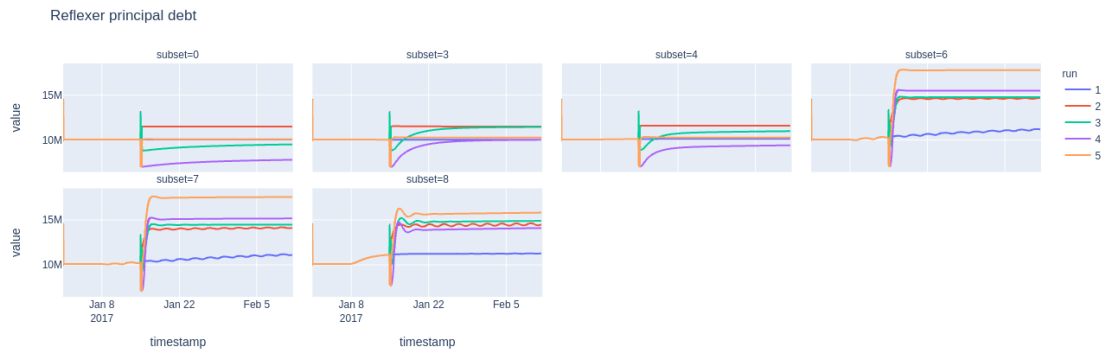 Reflexer principal debt
subset=0
subset=3
subset=4
subset=6
run
1
2
3
4
5
value
15M
10M
subset=7
subset=8
value
15M
10M
Jan 8
2017
Jan 22
Feb 5
Jan 8
2017
Jan 22
Feb 5
timestamp
timestamp